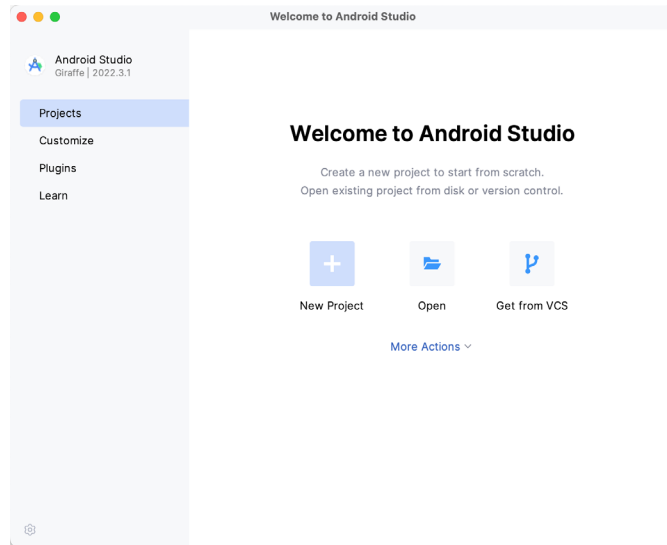 Welcome to Android Studio
Android Studio
Giraffe | 2022.3.1
Projects
Customize
Plugins
Learn
Welcome to Android Studio
Create a new project to start from scratch.
Open existing project from disk or version control.
New Project
Open
Get from VCS
More Actions